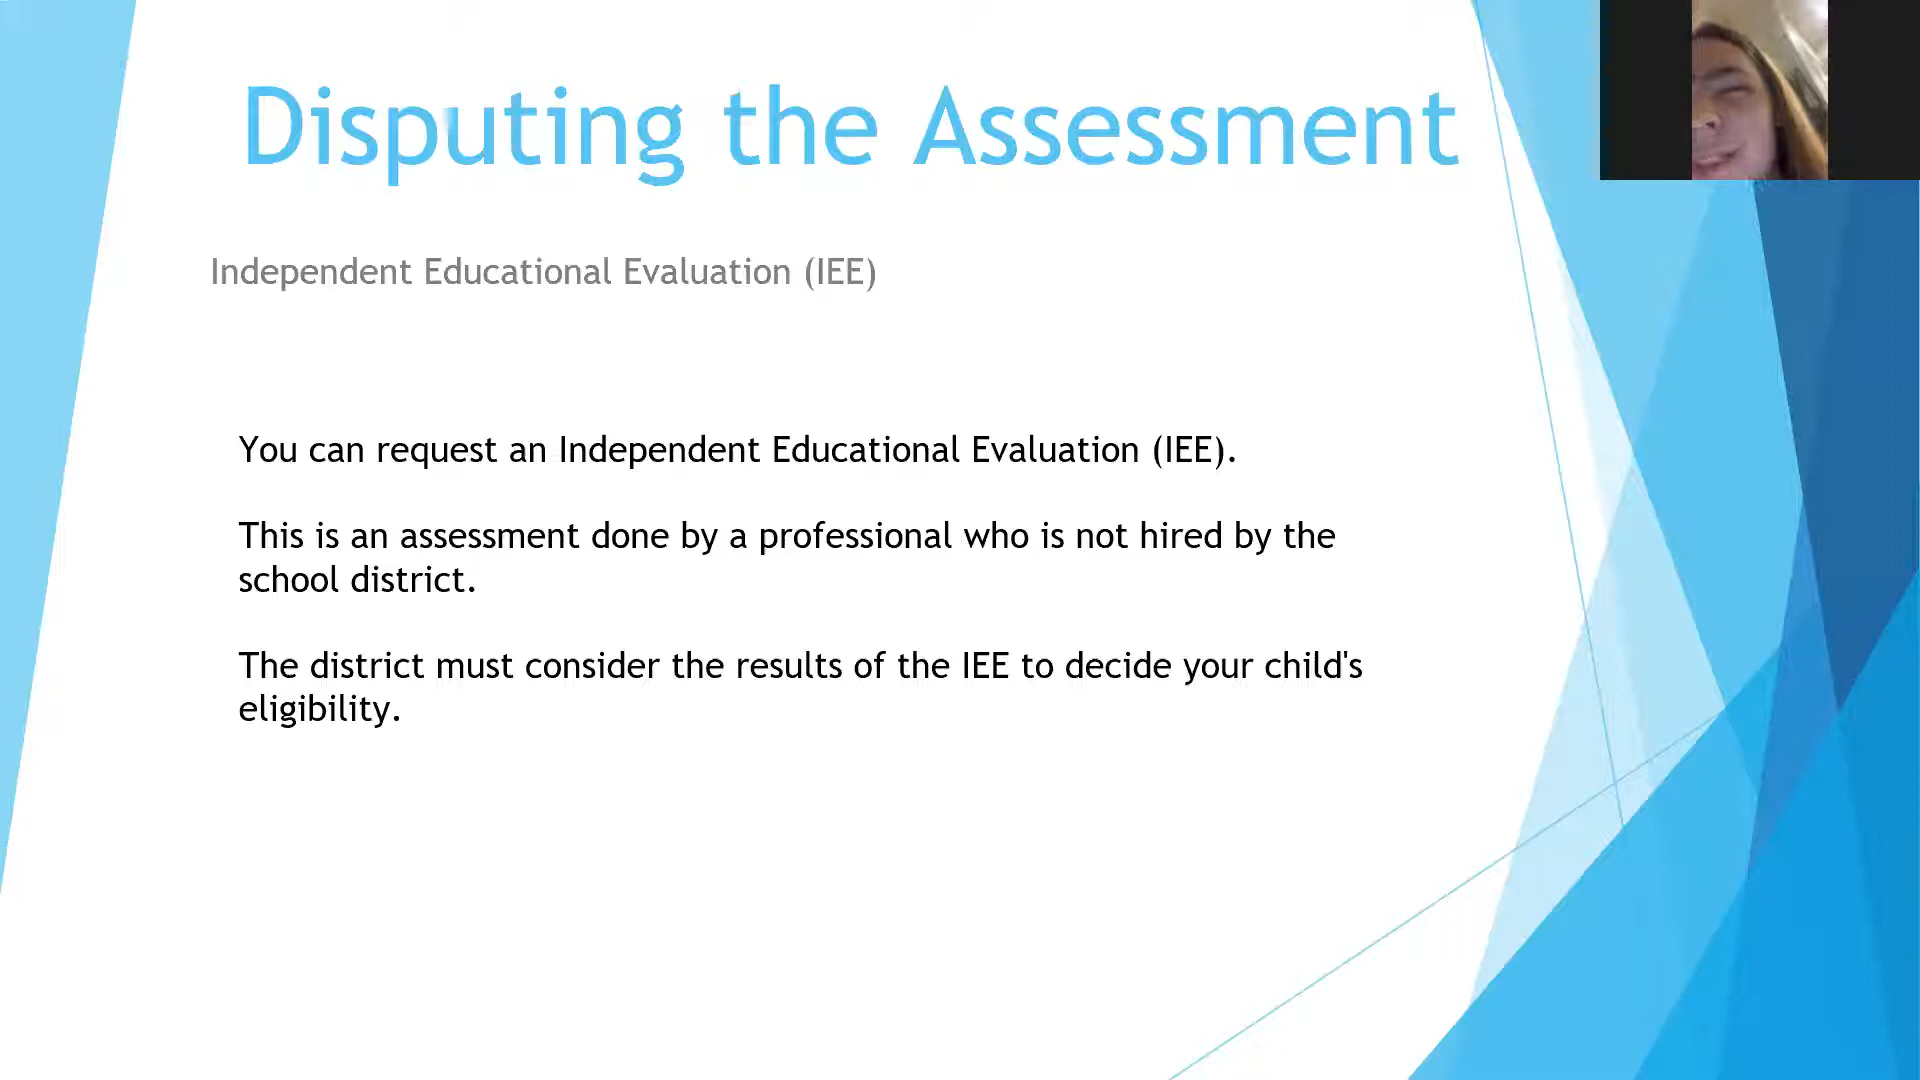 Disputing the Assessment
Independent Educational Evaluation (IEE)
You can request an Independent Educational Evaluation (IEE).
This is an assessment done by a professional who is not hired by the
school district.
The district must consider the results of the IEE to decide your child's
eligibility.